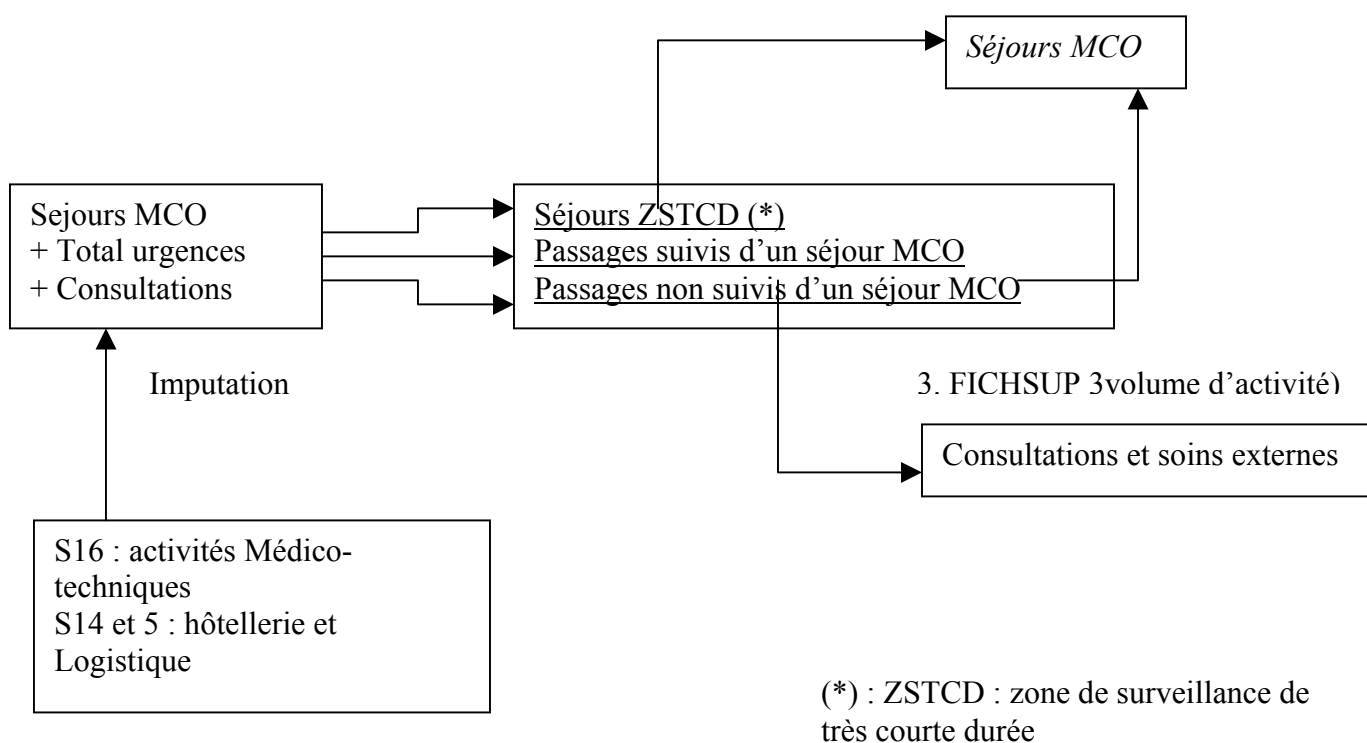 Séjours MCO
Sejours MCO
+ Total urgences
+ Consultations
Séjours ZSTCD (*)
Passages suivis d’un séjour MCO
Passages non suivis d’un séjour MCO
Imputation
3. FICHSUP 3volume d’activité)
Consultations et soins externes
S16 : activités Médico-
techniques
S14 et 5 : hôtellerie et
Logistique
(*) : ZSTCD : zone de surveillance de
très courte durée